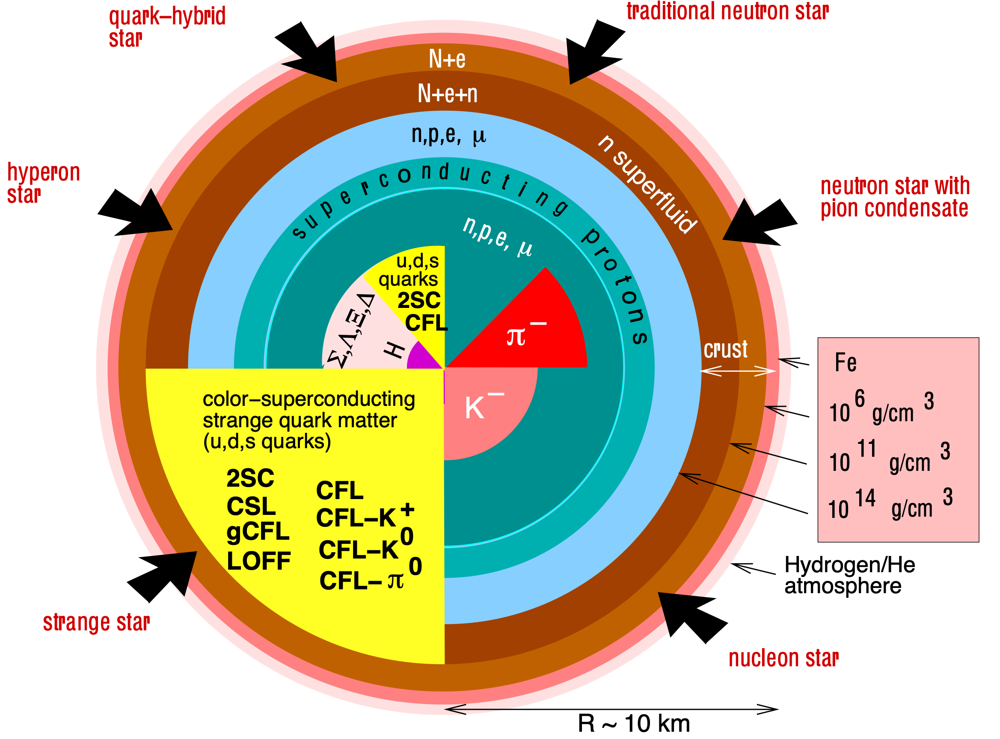 quark–hybrid
star
traditional neutron star
N+e
N+e+n
n,p,e, μ
n superfluid
superconducting protons
hyperon
star
neutron star with
pion condensate
n,p,e, μ
u,d,s
quarks
2SC
CFL
Σ,Λ,Ξ,Δ
H
π⁻
crust
Fe
10⁶ g/cm³
10¹¹ g/cm³
10¹⁴ g/cm³
K⁻
color–superconducting
strange quark matter
(u,d,s quarks)
2SC
CSL
gCFL
LOFF
CFL
CFL–K⁺
CFL–K⁰
CFL–π⁰
Hydrogen/He
atmosphere
strange star
nucleon star
R ~ 10 km